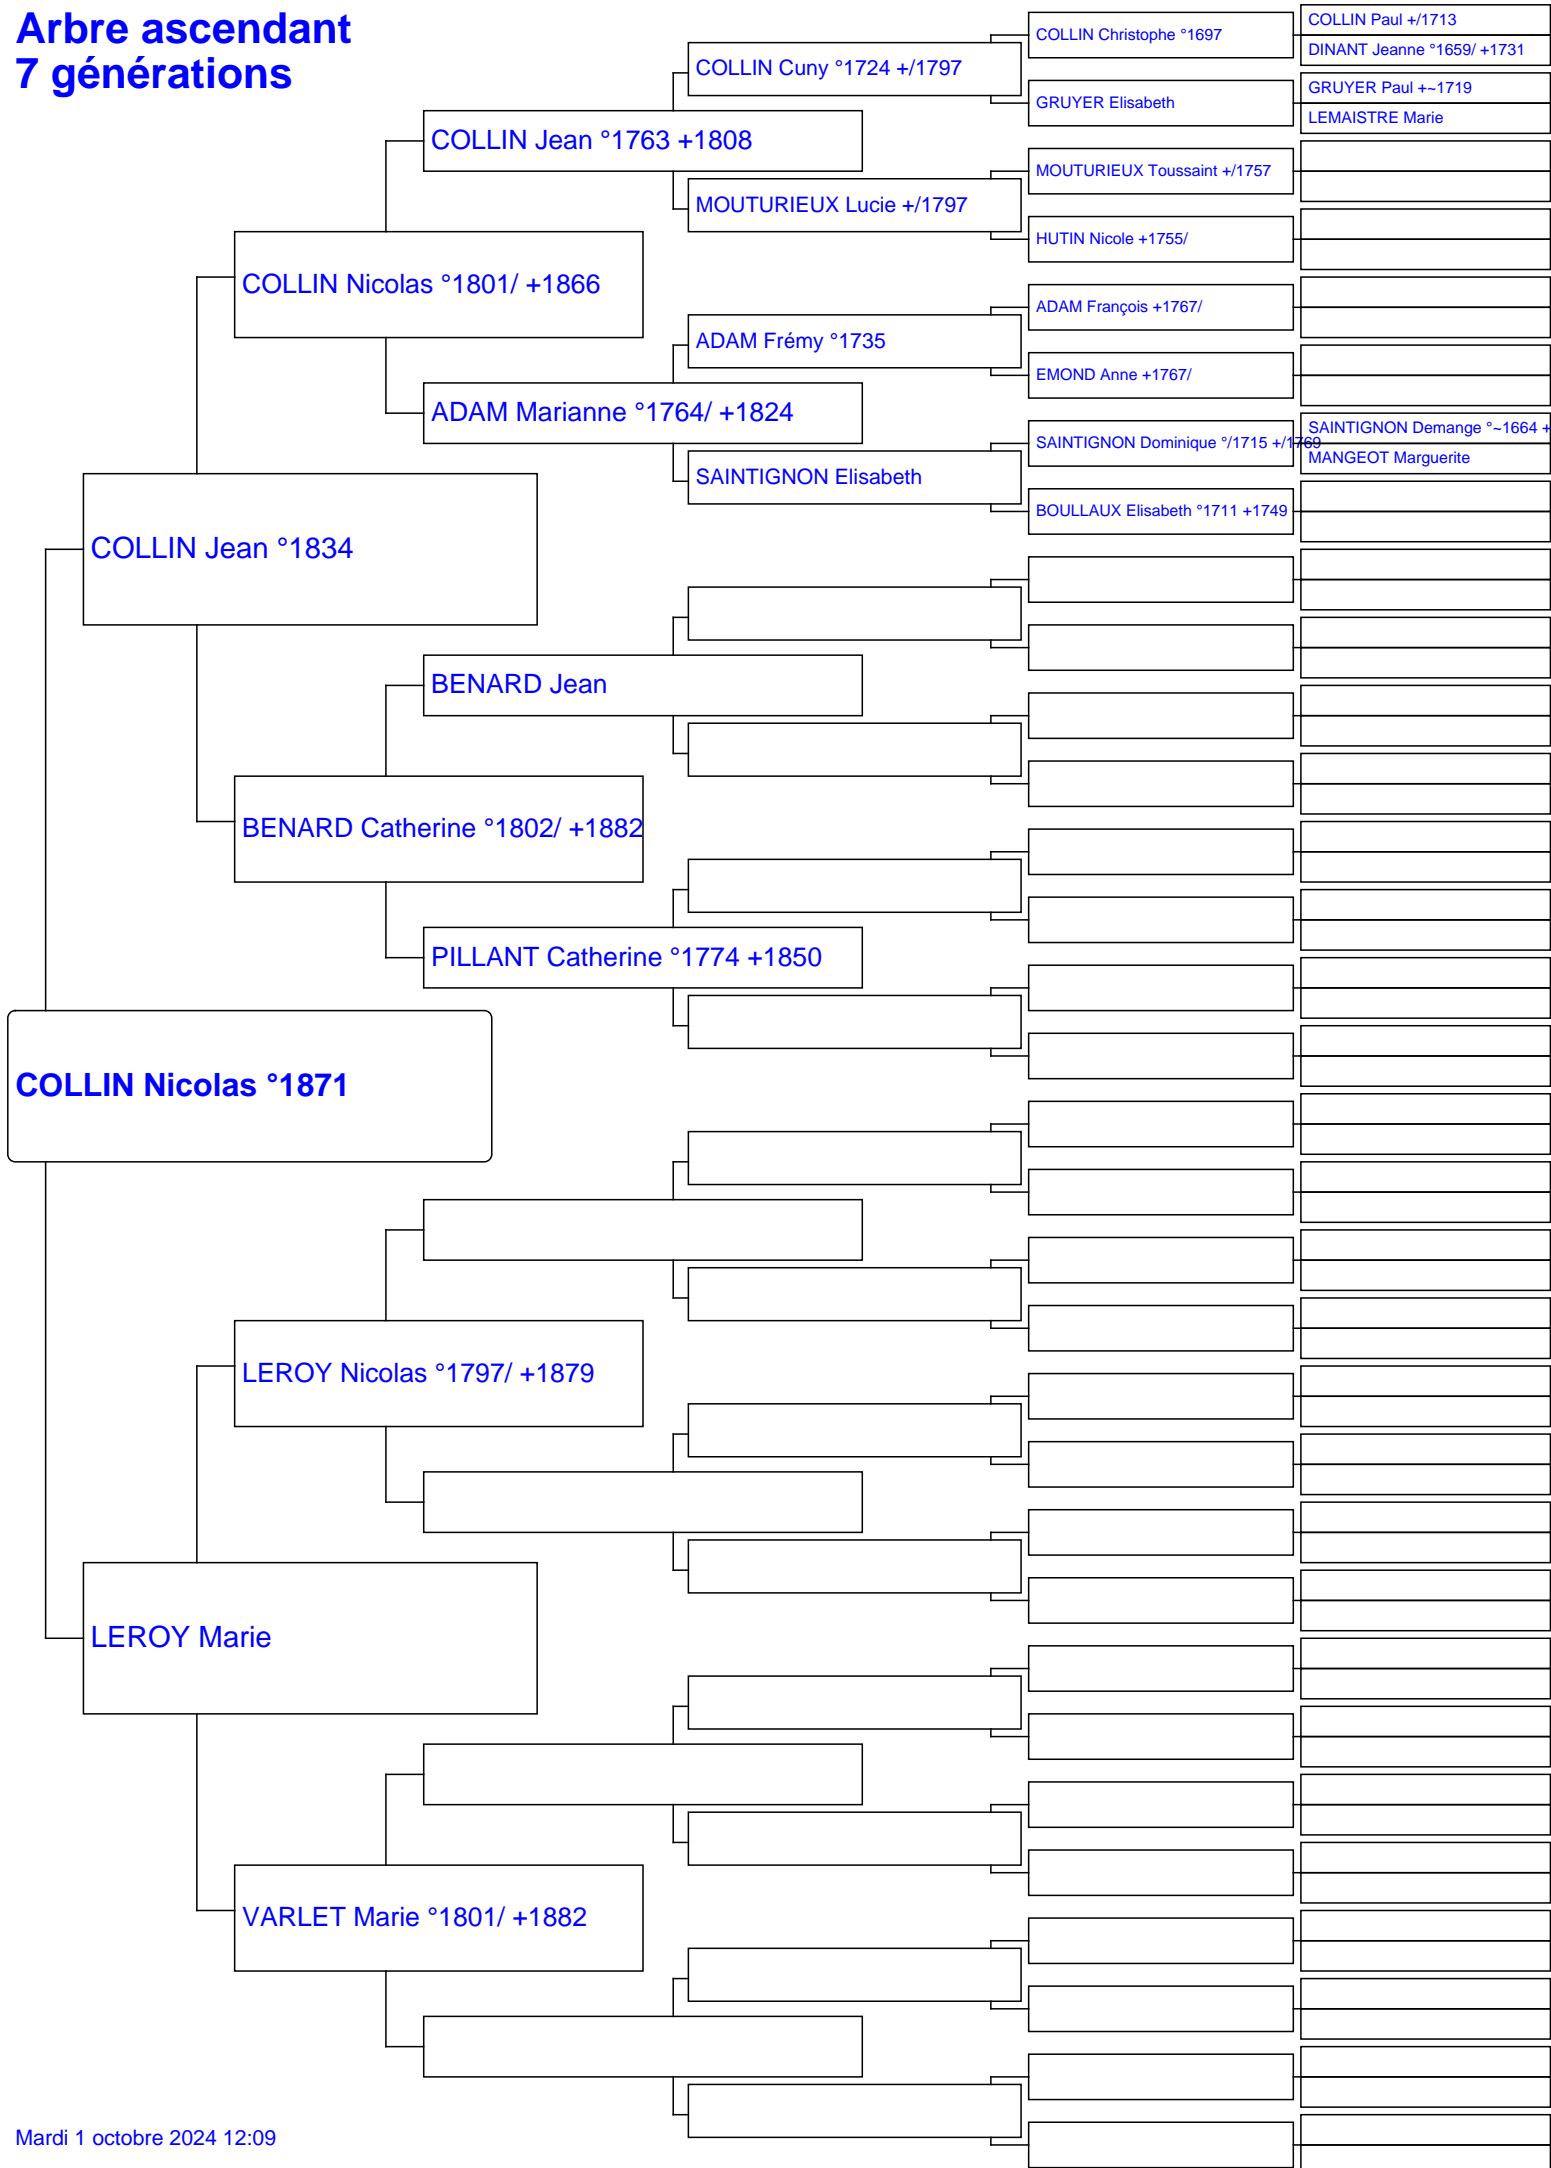 Arbre ascendant
7 générations
COLLIN Nicolas °1871
COLLIN Jean °1834
LEROY Marie
COLLIN Nicolas °1801/ +1866
BENARD Catherine °1802/ +1882
LEROY Nicolas °1797/ +1879
VARLET Marie °1801/ +1882
COLLIN Jean °1763 +1808
ADAM Marianne °1764/ +1824
BENARD Jean
PILLANT Catherine °1774 +1850
COLLIN Cuny °1724 +/1797
MOUTURIEUX Lucie +/1797
ADAM Frémy °1735
SAINTIGNON Elisabeth
COLLIN Christophe °1697
GRUYER Elisabeth
MOUTURIEUX Toussaint +/1757
HUTIN Nicole +1755/
ADAM François +1767/
EMOND Anne +1767/
SAINTIGNON Dominique °/1715 +/1769
BOULLAUX Elisabeth °1711 +1749
COLLIN Paul +/1713
DINANT Jeanne °1659/ +1731
GRUYER Paul +~1719
LEMAISTRE Marie
SAINTIGNON Demange °~1664 +
MANGEOT Marguerite
Mardi 1 octobre 2024 12:09